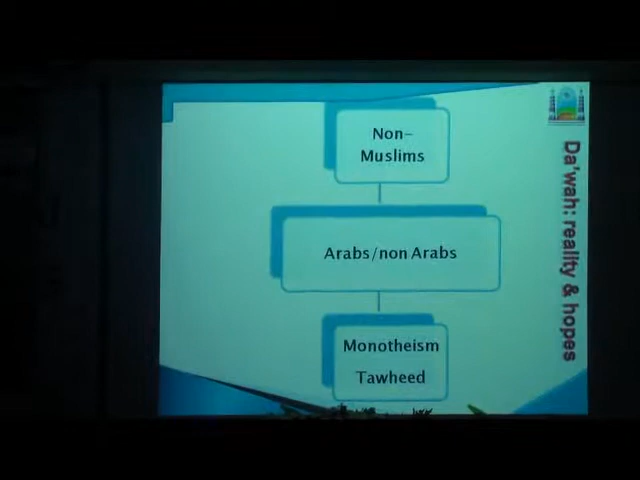 Non-
Muslims
Arabs/non Arabs
Monotheism
Tawheed
Da'wah: reality & hopes